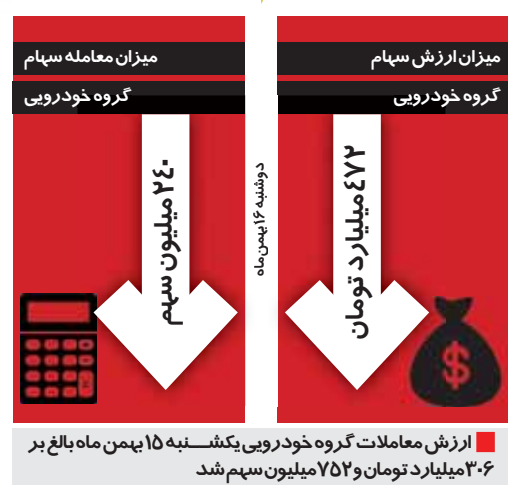 میزان ارزش سهام
گروه خودرویی
۴۷۲ میلیارد تومان
دوشنبه ۱۶ بهمن ماه
میزان معامله سهام
گروه خودرویی
۲۴۰ میلیون سهم
ارزش معاملات گروه خودرویی یکشنبه ۱۵ بهمن ماه بالغ بر
۳۰۶ میلیارد تومان و ۷۵۲ میلیون سهم شد